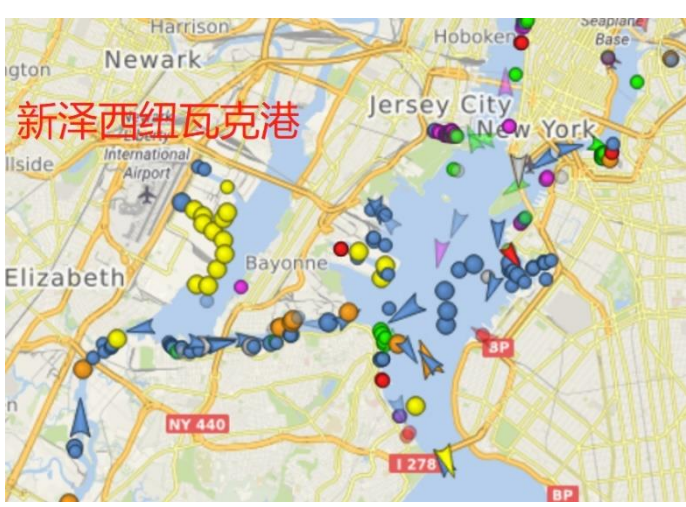 Harrison
Seaplane
Base
Hoboken
Newark
ngton
新泽西纽瓦克港
Jersey City
New York
llside
International
Airport
Bayonne
Elizabeth
BP
NY 440
I 278
BP